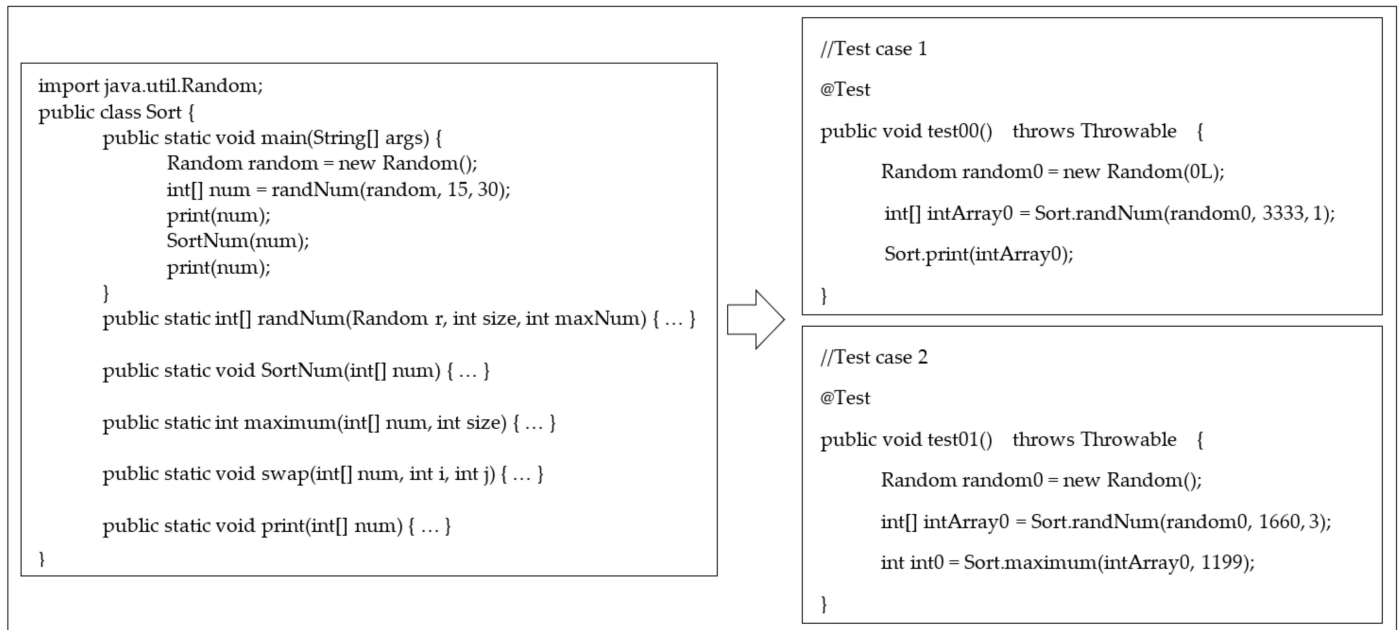 import java.util.Random;
public class Sort {
public static void main(String[] args) {
Random random = new Random();
int[] num = randNum(random, 15, 30);
print(num);
SortNum(num);
print(num);
}
public static int[] randNum(Random r, int size, int maxNum) { … }
public static void SortNum(int[] num) { … }
public static int maximum(int[] num, int size) { … }
public static void swap(int[] num, int i, int j) { … }
public static void print(int[] num) { … }
}
//Test case 1
@Test
public void test00() throws Throwable {
Random random0 = new Random(0L);
int[] intArray0 = Sort.randNum(random0, 3333, 1);
Sort.print(intArray0);
}
//Test case 2
@Test
public void test01() throws Throwable {
Random random0 = new Random();
int[] intArray0 = Sort.randNum(random0, 1660, 3);
int int0 = Sort.maximum(intArray0, 1199);
}